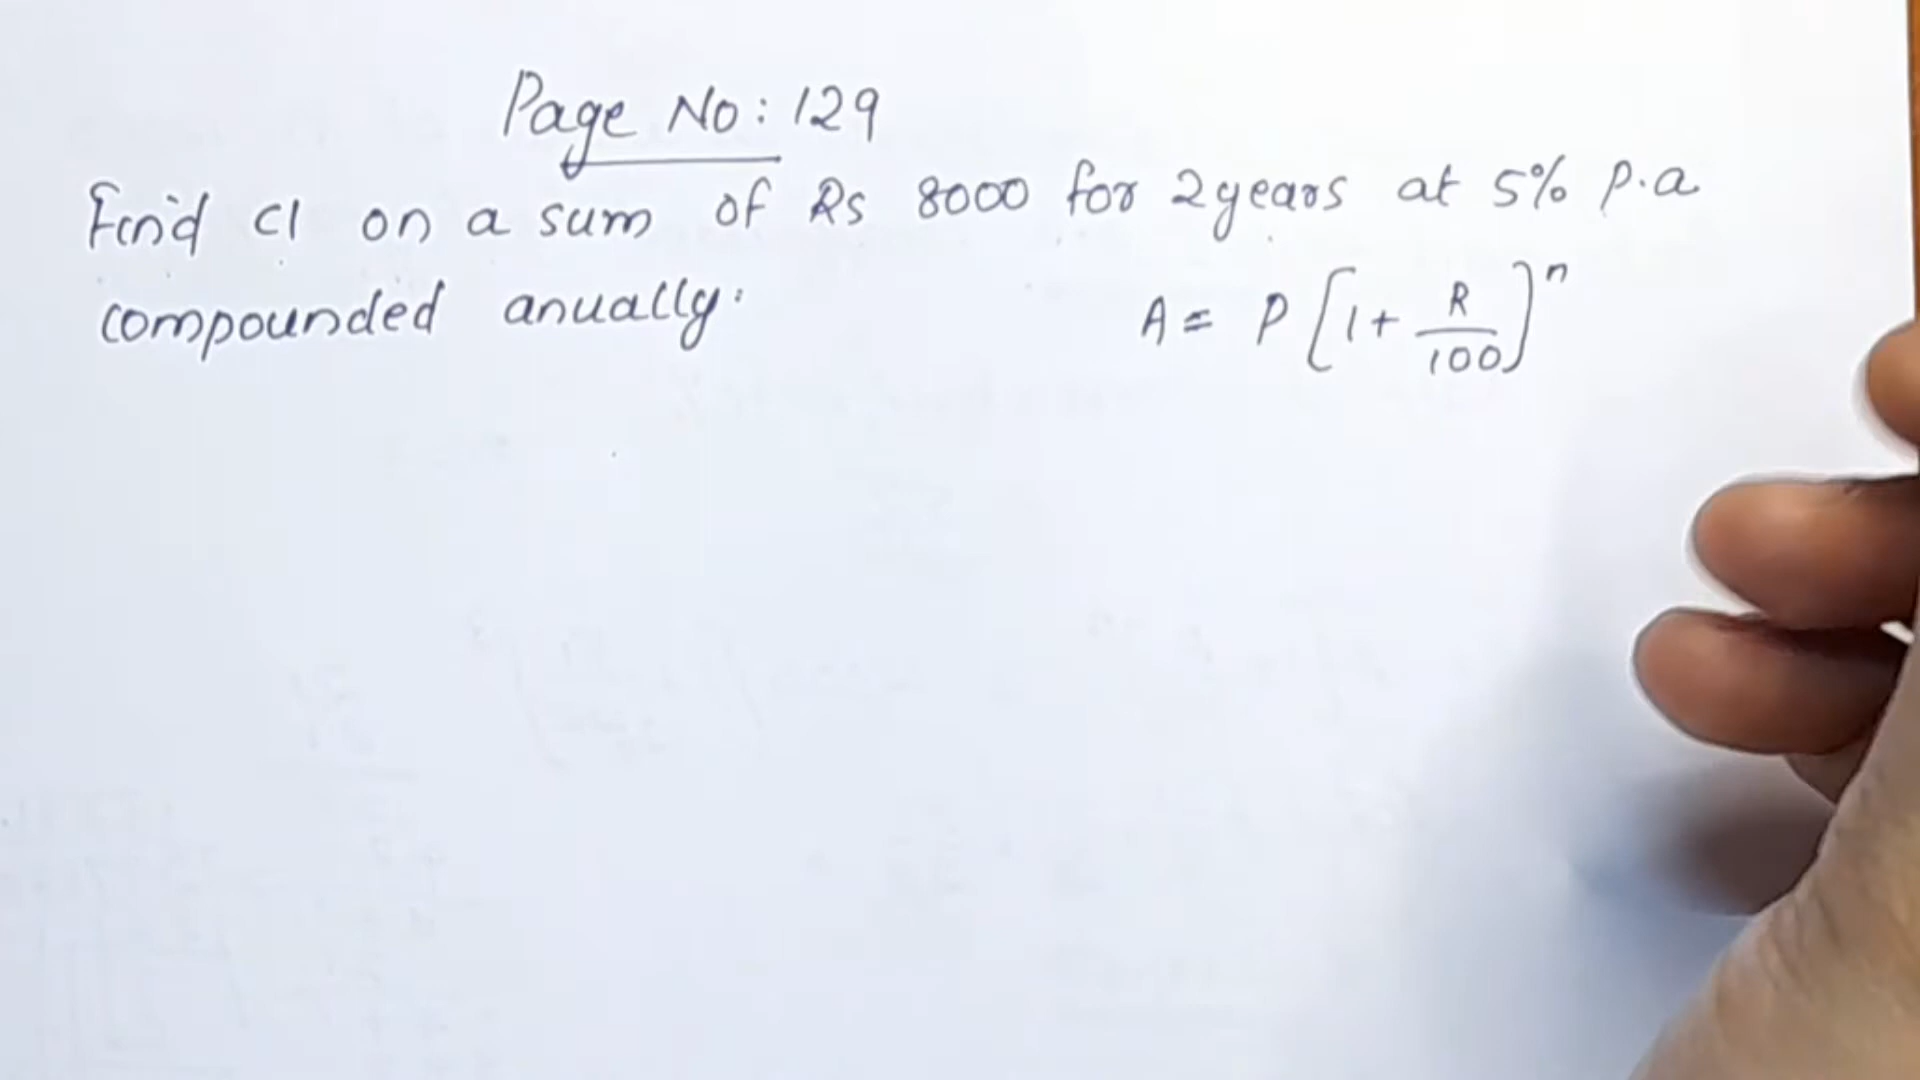 Page No: 129
Find CI on a sum of Rs 8000 for 2 years at 5% p.a
compounded anually.
A = P [1 + R/100]^n